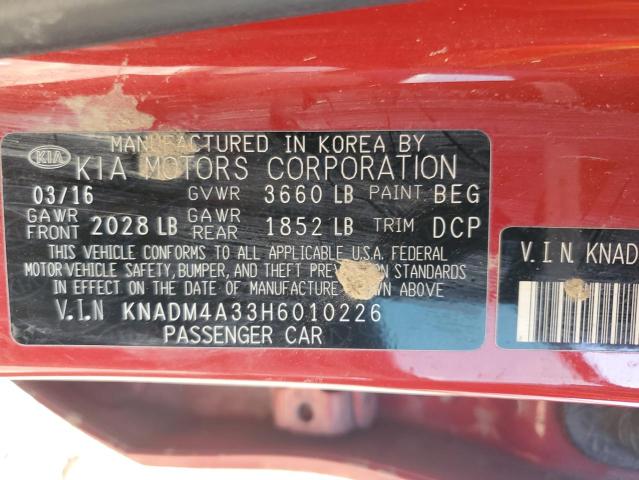 MANUFACTURED IN KOREA BY
KIA KIA MOTORS CORPORATION
03/16 GVWR 3660 LB PAINT BEG
GAWR FRONT 2028 LB GAWR REAR 1852 LB TRIM DCP
THIS VEHICLE CONFORMS TO ALL APPLICABLE U.S.A. FEDERAL
MOTOR VEHICLE SAFETY, BUMPER, AND THEFT PREVENTION STANDARDS
IN EFFECT ON THE DATE OF MANUFACTURE SHOWN ABOVE
V.I.N KNADM4A33H6010226
PASSENGER CAR
V.I.N. KNAD